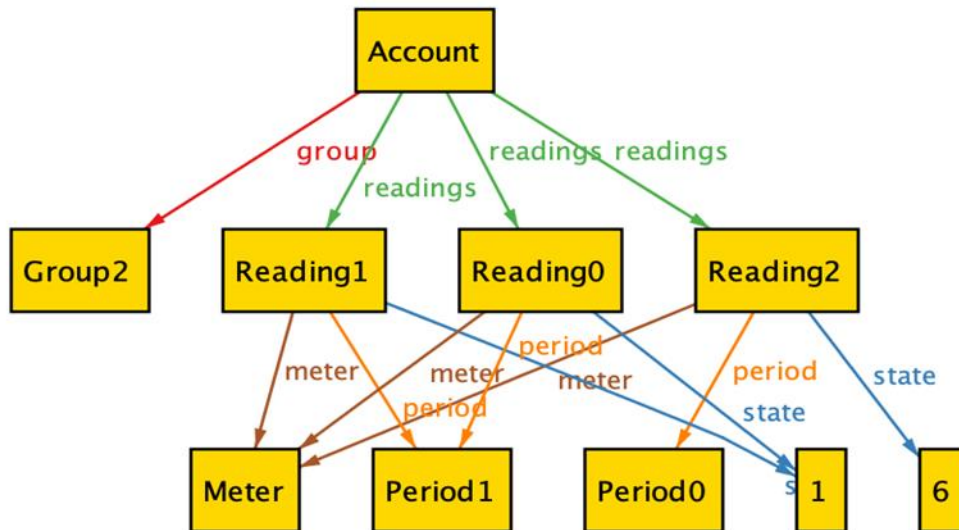 Account
group
readings readings
readings
Group2
Reading1
Reading0
Reading2
period
meter
meter
meter
period
state
period
state
Meter
Period1
Period0
1
6